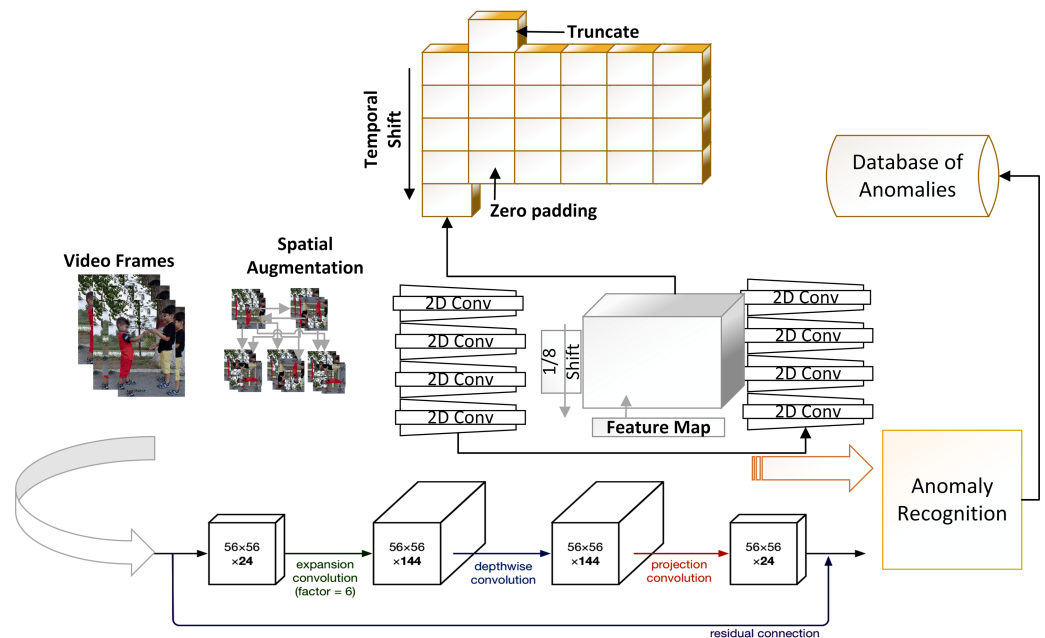 Truncate
Temporal
Shift
Zero padding
Database of
Anomalies
Video Frames
Spatial
Augmentation
2D Conv
2D Conv
2D Conv
2D Conv
1/8
Shift
Feature Map
2D Conv
2D Conv
2D Conv
2D Conv
Anomaly
Recognition
56×56
×24
expansion
convolution
(factor = 6)
56×56
×144
depthwise
convolution
56×56
×144
projection
convolution
56×56
×24
residual connection